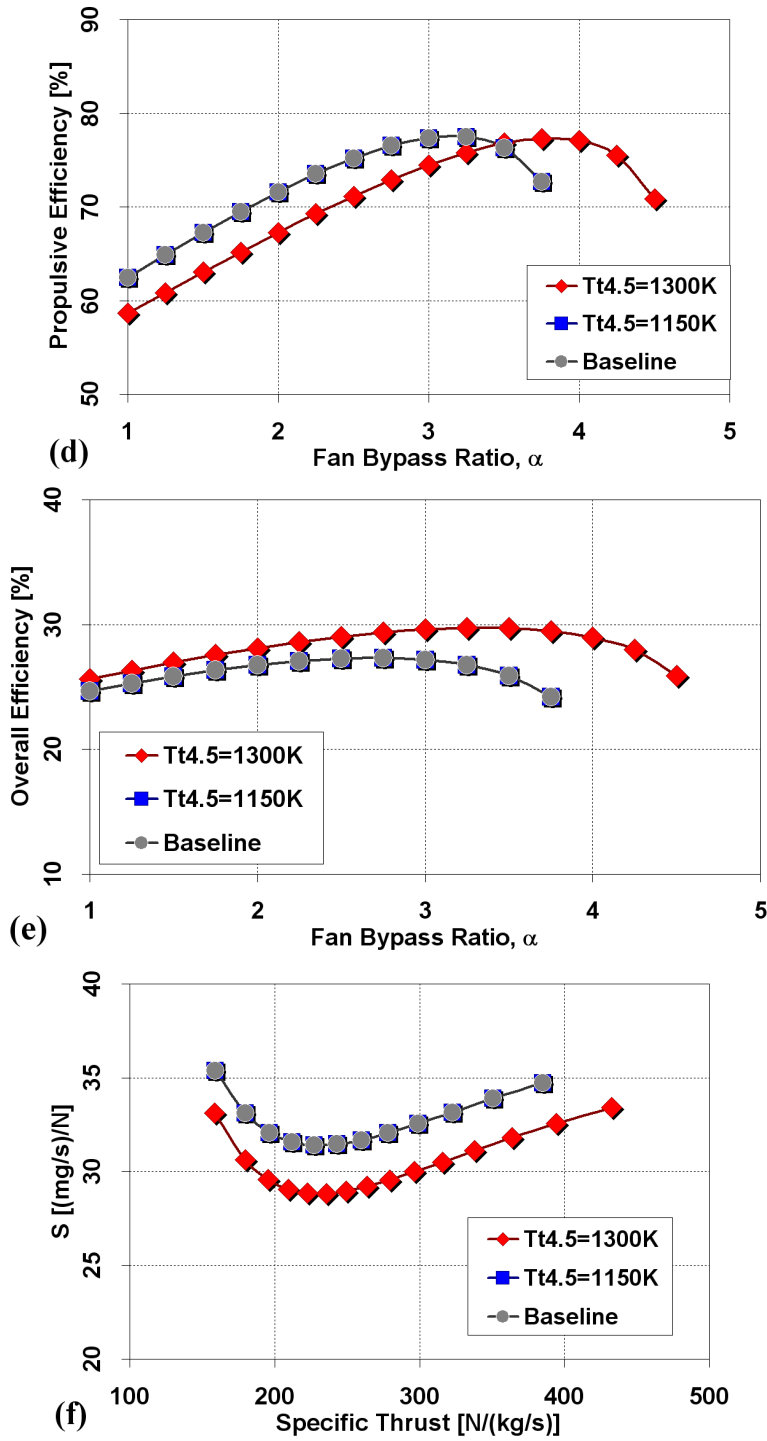 Propulsive Efficiency [%]
90
80
70
60
50
Tt4.5=1300K
Tt4.5=1150K
Baseline
1 2 3 4 5
(d)
Fan Bypass Ratio, α
Overall Efficiency [%]
40
30
20
10
Tt4.5=1300K
Tt4.5=1150K
Baseline
1 2 3 4 5
(e)
Fan Bypass Ratio, α
S [(mg/s)/N]
40
35
30
25
20
Tt4.5=1300K
Tt4.5=1150K
Baseline
100 200 300 400 500
(f)
Specific Thrust [N/(kg/s)]